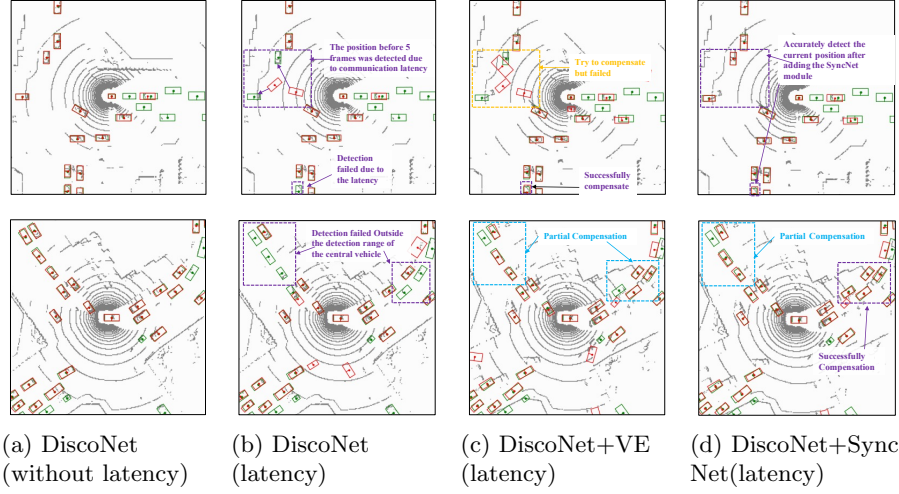 The position before 5
frames was detected due to
communication latency
Detection
failed due to
the latency
Try to compensate
but failed
Successfully
compensate
Accurately detect the
current position after
adding the SyncNet
module
Detection failed Outside
the detection range of
the central vehicle
Partial Compensation
Partial Compensation
Successfully
Compensation
(a) DiscoNet
(without latency)
(b) DiscoNet
(latency)
(c) DiscoNet+VE
(latency)
(d) DiscoNet+Sync
Net(latency)